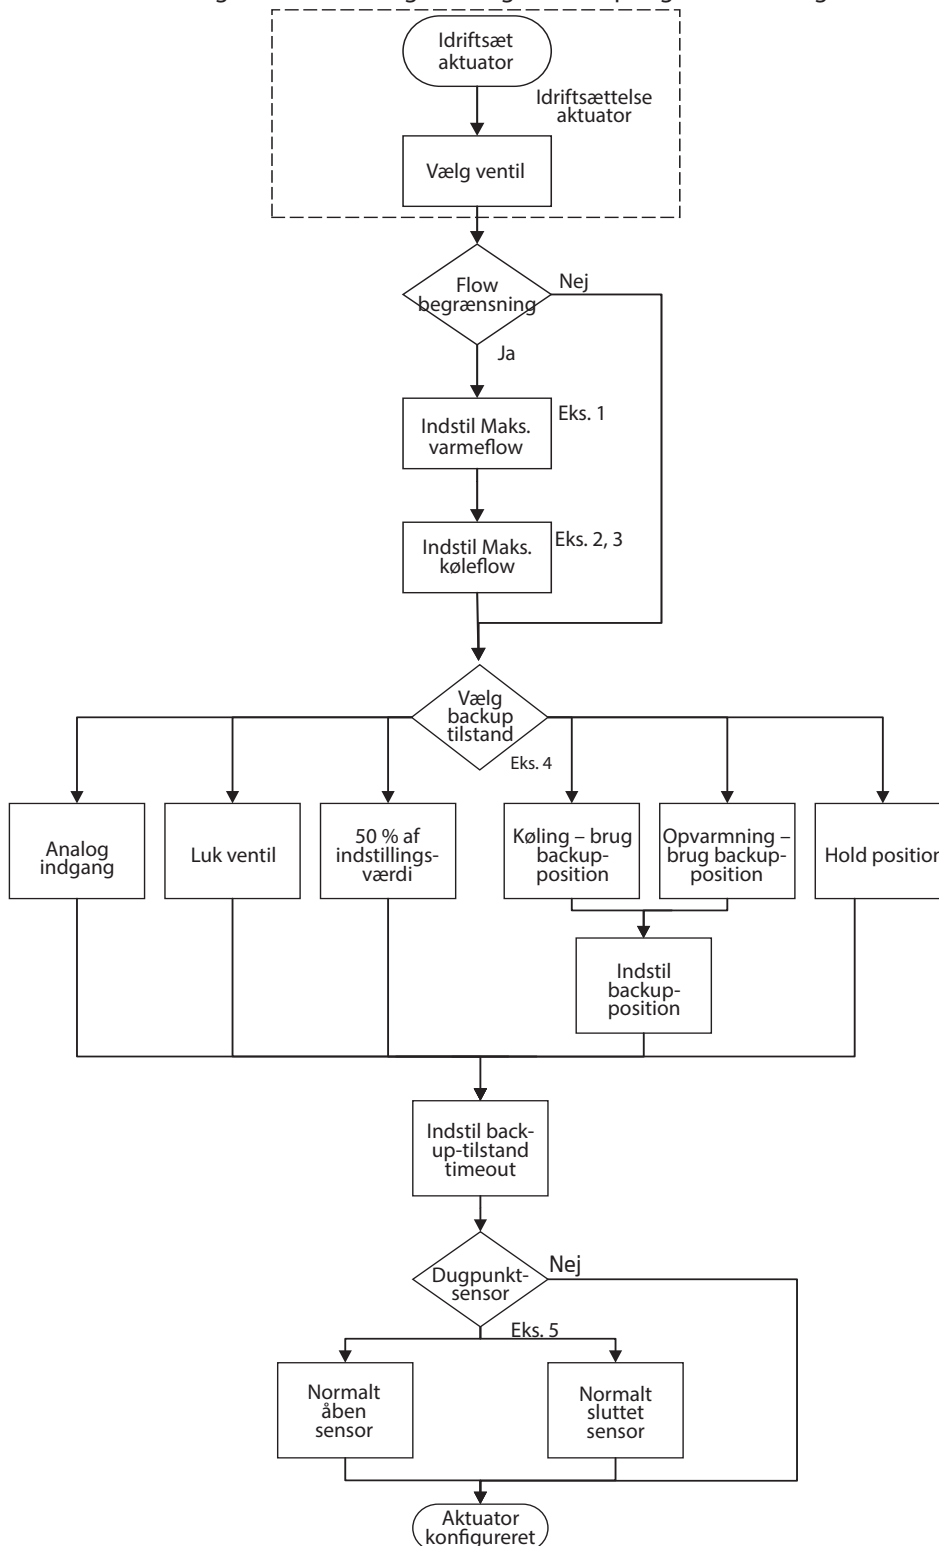 Idriftsæt
aktuator
Idriftsættelse
aktuator
Vælg ventil
Flow
begrænsning
Nej
Ja
Indstil Maks.
varmeflow
Eks. 1
Indstil Maks.
køleflow
Eks. 2, 3
Vælg
backup
tilstand
Eks. 4
Analog
indgang
Luk ventil
50 % af
indstillings-
værdi
Køling – brug
backup-
position
Opvarmning –
brug backup-
position
Hold position
Indstil
backup-
position
Indstil back-
up-tilstand
timeout
Dugpunkt-
sensor
Nej
Eks. 5
Normalt
åben
sensor
Normalt
sluttet
sensor
Aktuator
konfigureret